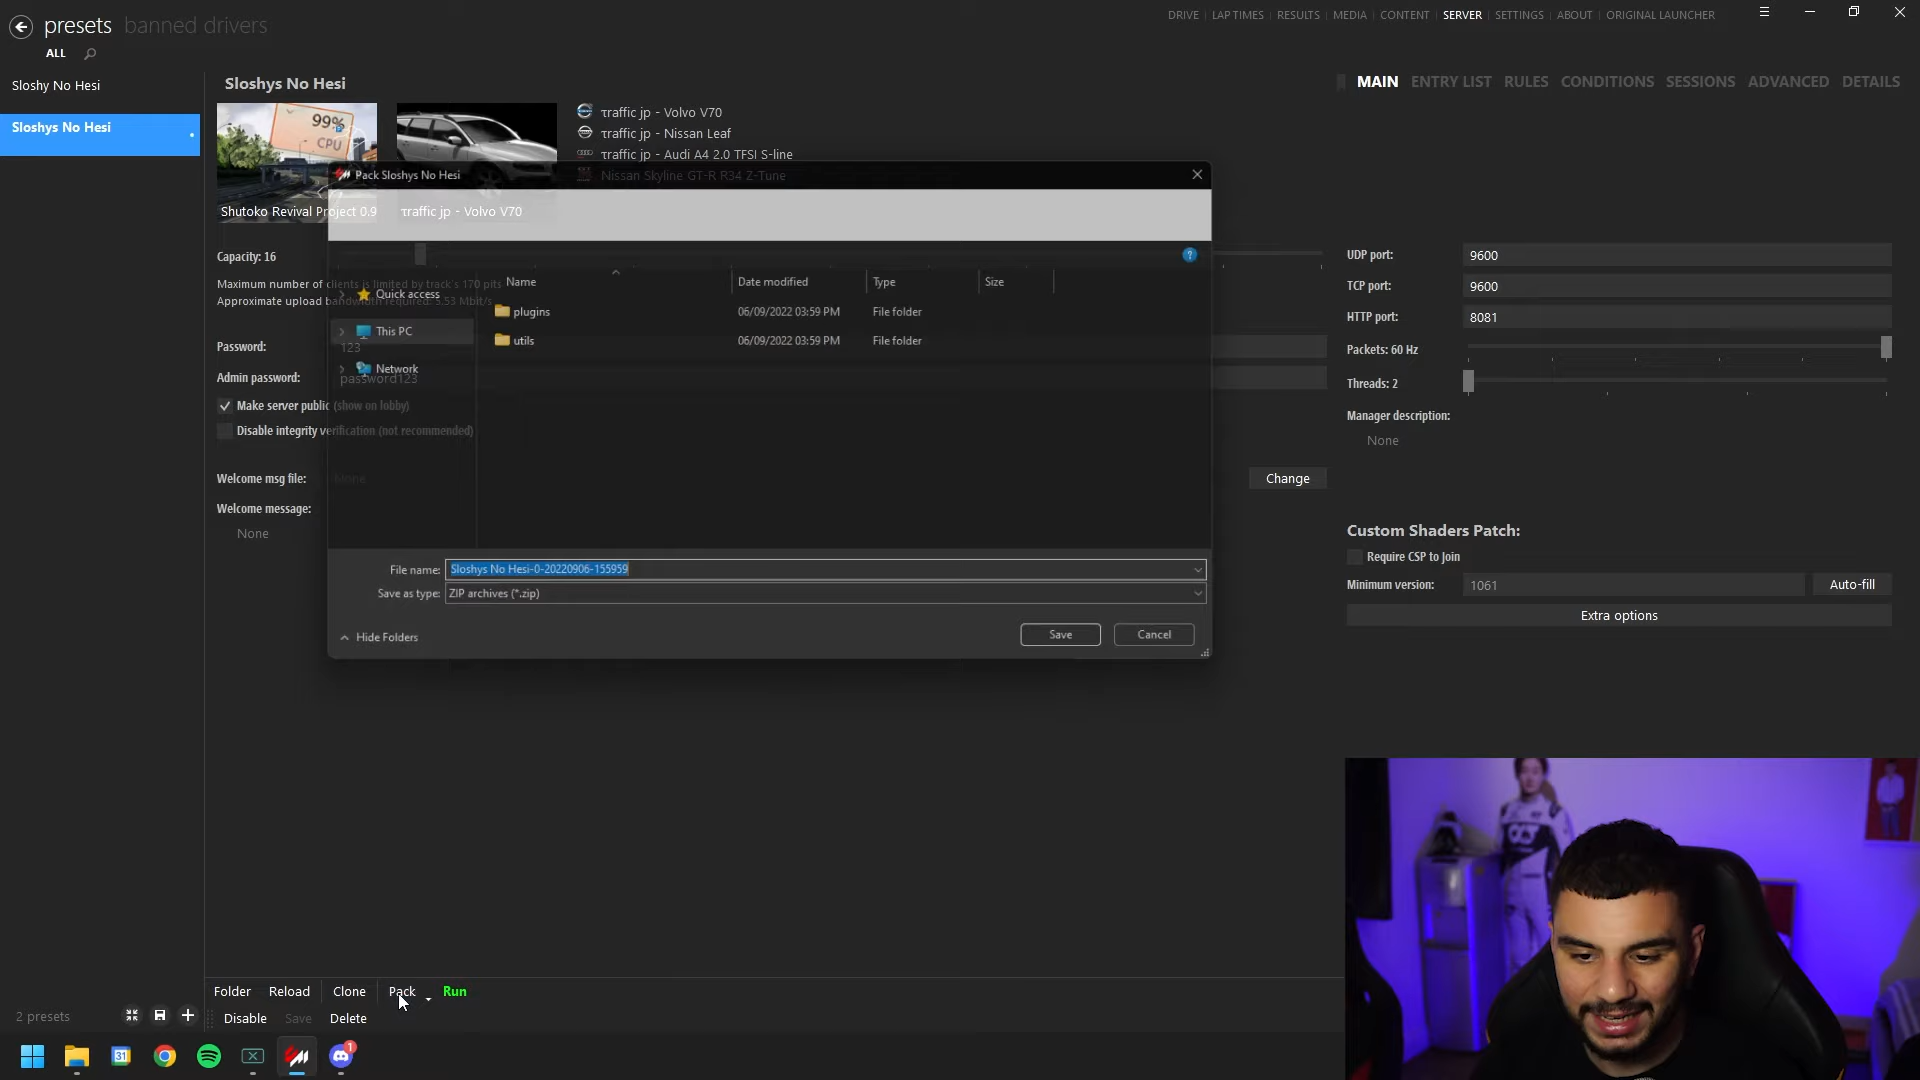 presets banned drivers
DRIVE LAP TIMES RESULTS MEDIA CONTENT SERVER SETTINGS ABOUT ORIGINAL LAUNCHER
ALL
Sloshy No Hesi
Sloshys No Hesi
Sloshys No Hesi
MAIN ENTRY LIST RULES CONDITIONS SESSIONS ADVANCED DETAILS
99%
CPU
Shutoko Revival Project 0.9
тraffic jp - Volvo V70
тraffic jp - Volvo V70
тraffic jp - Nissan Leaf
тraffic jp - Audi A4 2.0 TFSI S-line
Nissan Skyline GT-R R34 Z-Tune
Pack Sloshys No Hesi
Capacity: 16
Maximum number of clients is limited by track's 170 pits
Approximate upload bandwidth required: 5.53 Mbit/s
Password:
123
Admin password:
password123
Make server public (show on lobby)
Disable integrity verification (not recommended)
Welcome msg file:
None
Change
Welcome message:
None
Quick access
This PC
Network
Name Date modified Type Size
plugins 06/09/2022 03:59 PM File folder
utils 06/09/2022 03:59 PM File folder
File name: Sloshys No Hesi-0-20220906-155959
Save as type: ZIP archives (*.zip)
Hide Folders
Save Cancel
UDP port: 9600
TCP port: 9600
HTTP port: 8081
Packets: 60 Hz
Threads: 2
Manager description:
None
Custom Shaders Patch:
Require CSP to Join
Minimum version: 1061 Auto-fill
Extra options
Folder Reload Clone Pack Run
Disable Save Delete
2 presets
31
1